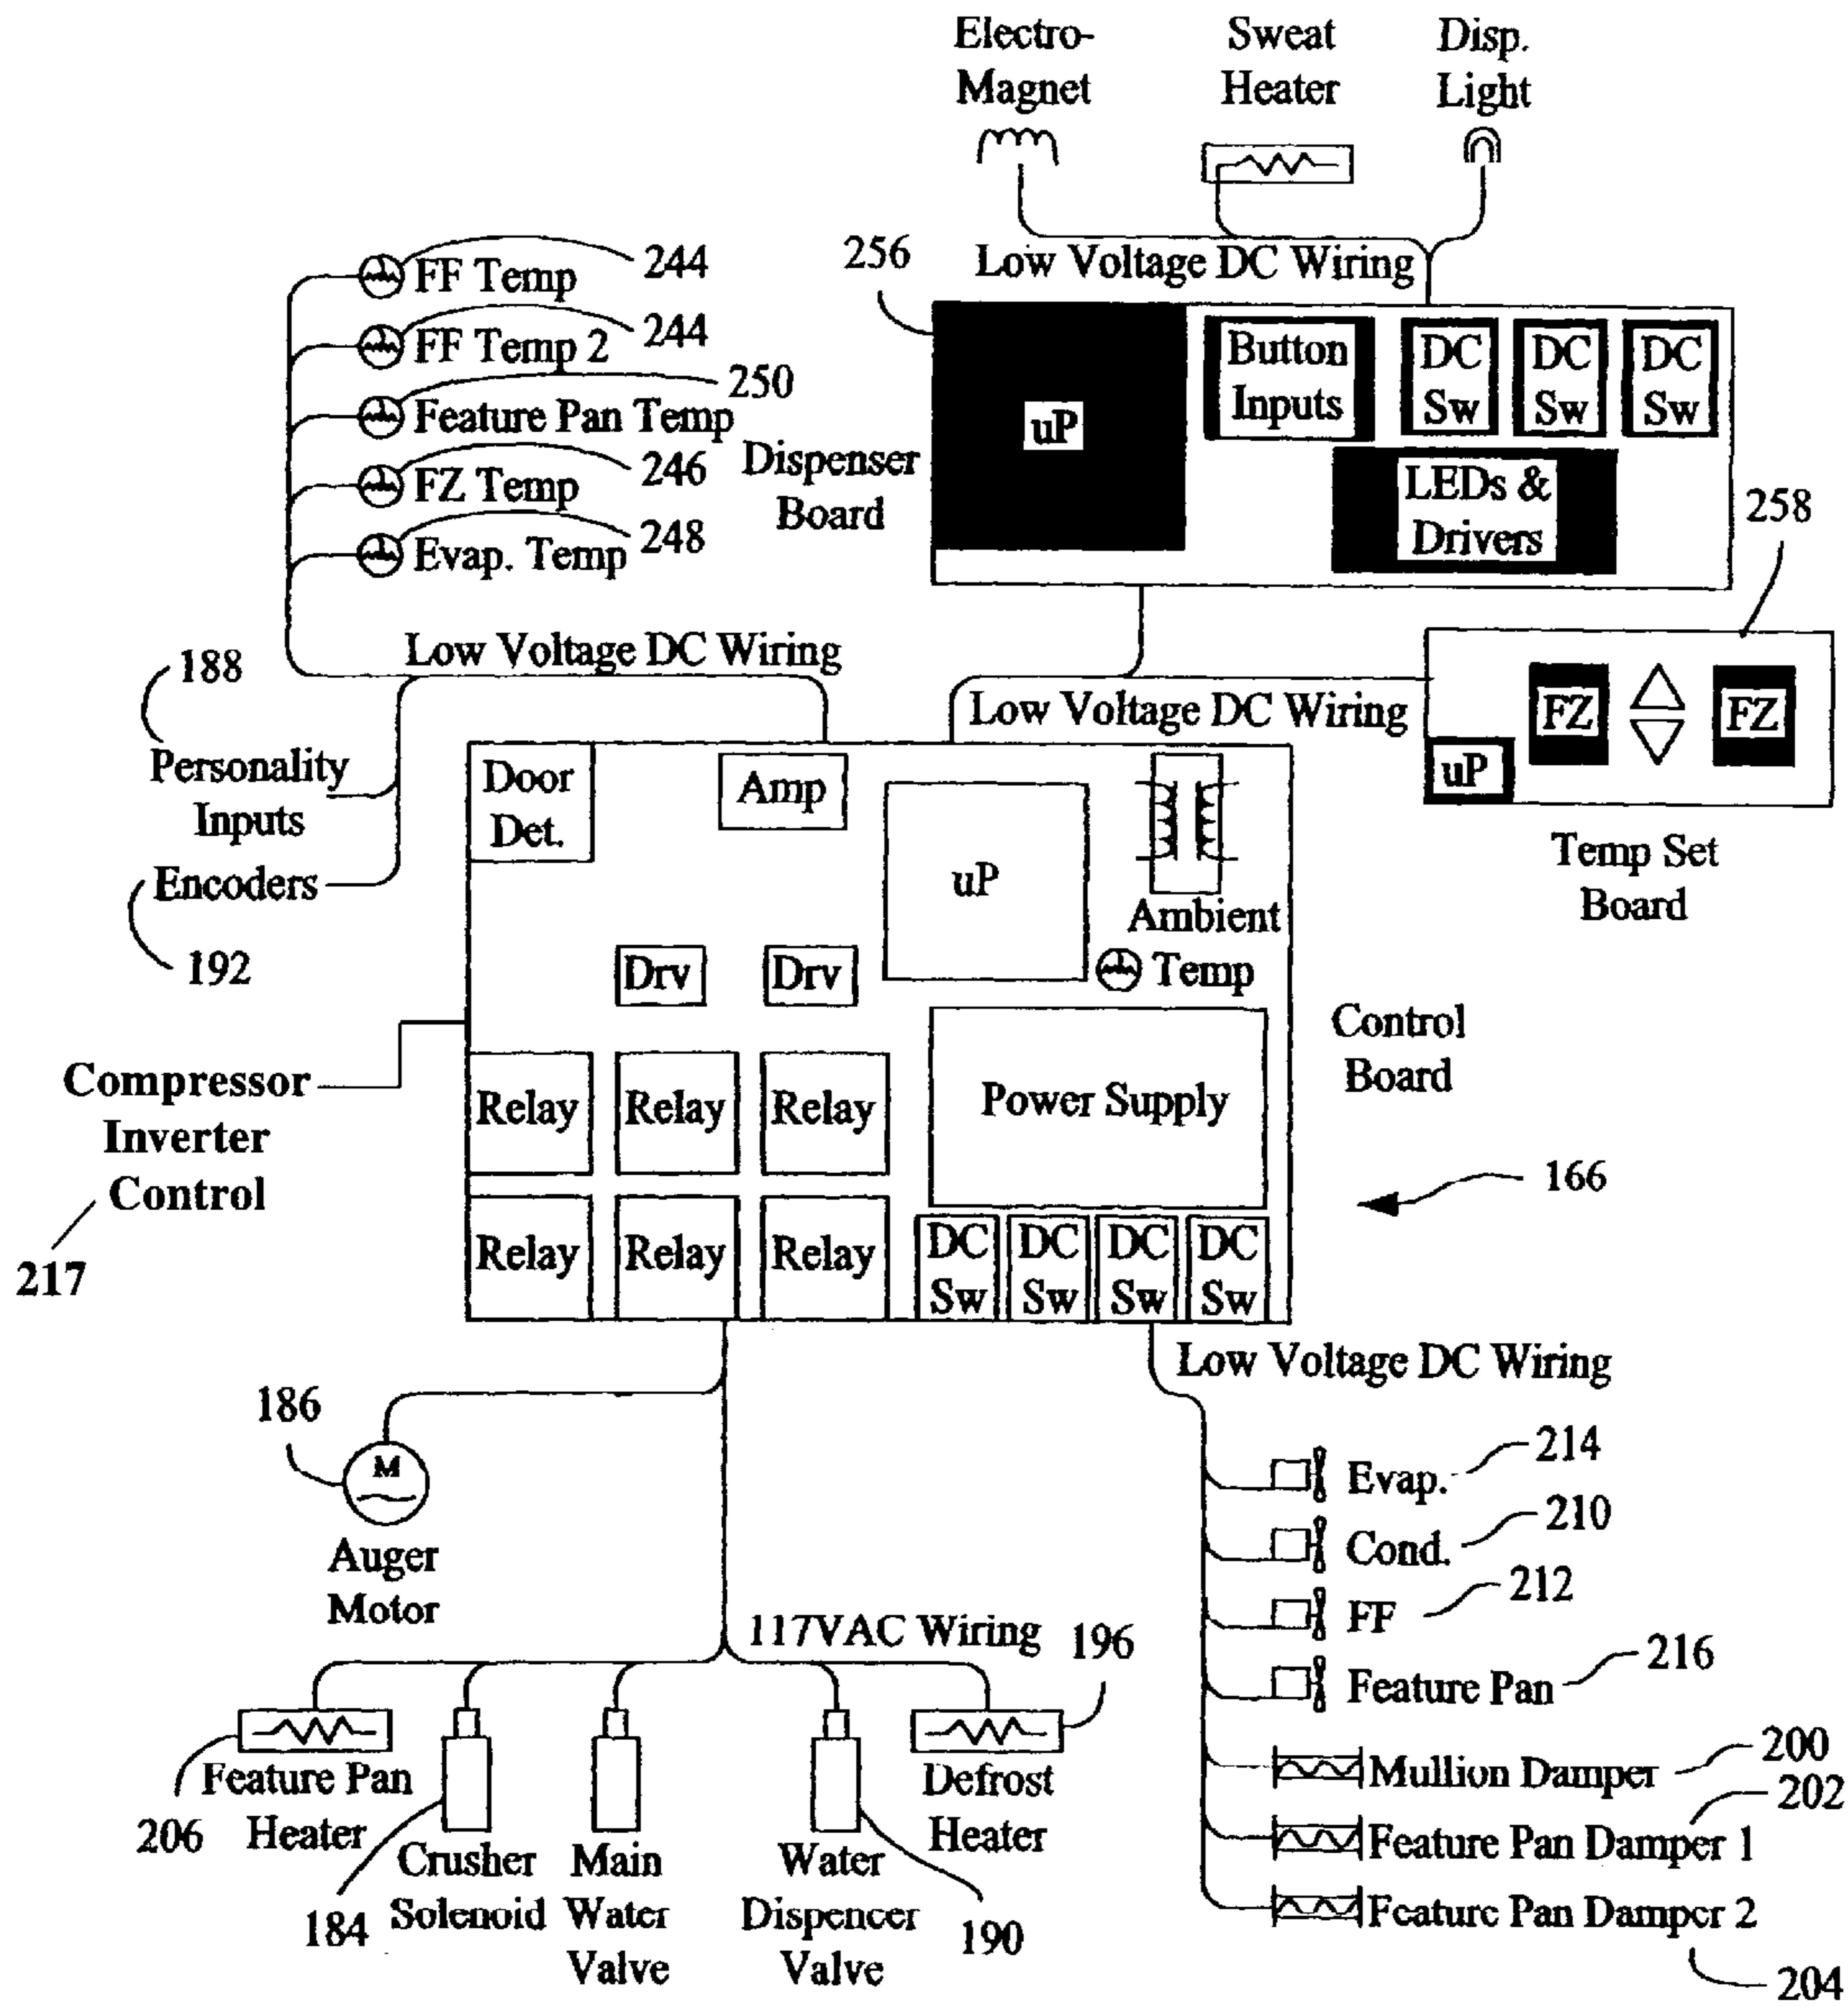 Electro-
Magnet
Sweat
Heater
Disp.
Light
Low Voltage DC Wiring
FF Temp
244
FF Temp 2
244
Feature Pan Temp
250
FZ Temp
246
Evap. Temp
248
256
Dispenser
Board
uP
Button
Inputs
DC
Sw
DC
Sw
DC
Sw
LEDs &
Drivers
258
Low Voltage DC Wiring
188
Personality
Inputs
Encoders
192
Low Voltage DC Wiring
FZ
FZ
uP
Temp Set
Board
Door
Det.
Amp
uP
Ambient
Temp
Drv
Drv
Control
Board
Compressor
Inverter
Control
217
Relay
Relay
Relay
Power Supply
166
Relay
Relay
Relay
DC
Sw
DC
Sw
DC
Sw
DC
Sw
Low Voltage DC Wiring
186
M
Auger
Motor
117VAC Wiring
196
Feature Pan
Heater
206
Crusher
Solenoid
184
Main
Water
Valve
Water
Dispencer
Valve
190
Defrost
Heater
Evap.
214
Cond.
210
FF
212
Feature Pan
216
Mullion Damper
200
202
Feature Pan Damper 1
Feature Pan Damper 2
204